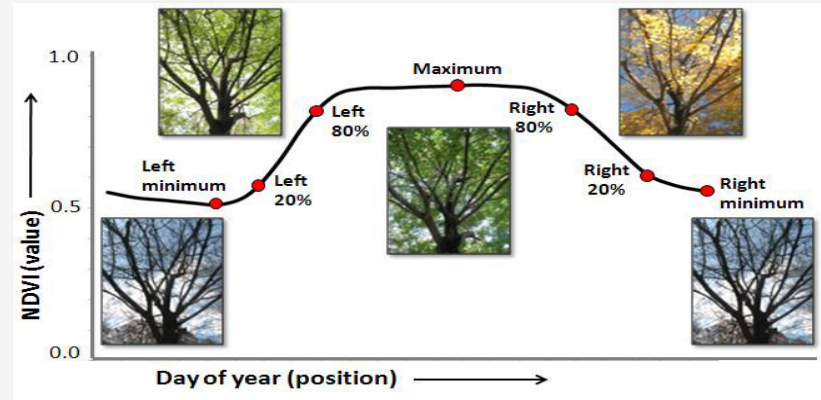 1.0
Maximum
Left
80%
Right
80%
Left
minimum
Left
20%
Right
20%
Right
minimum
0.5
NDVI (value)
0.0
Day of year (position)